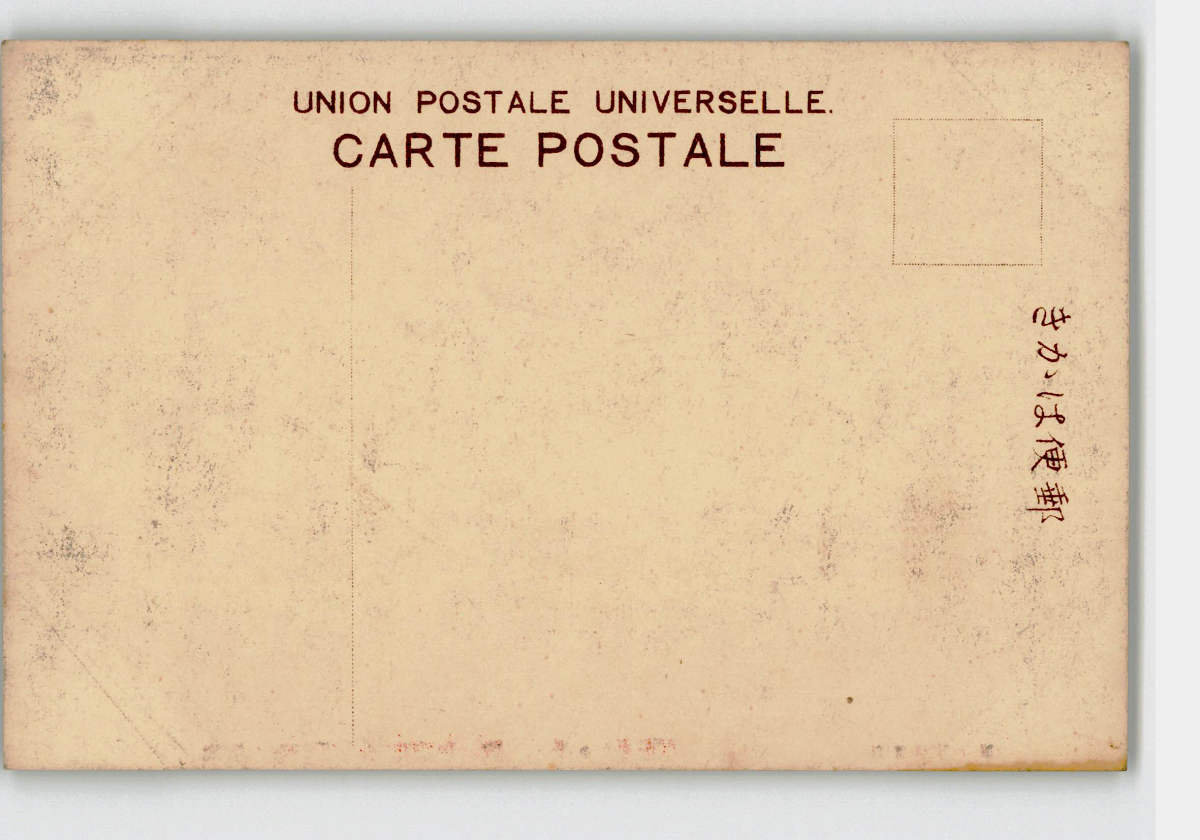 UNION POSTALE UNIVERSELLE.
CARTE POSTALE
郵便はがき